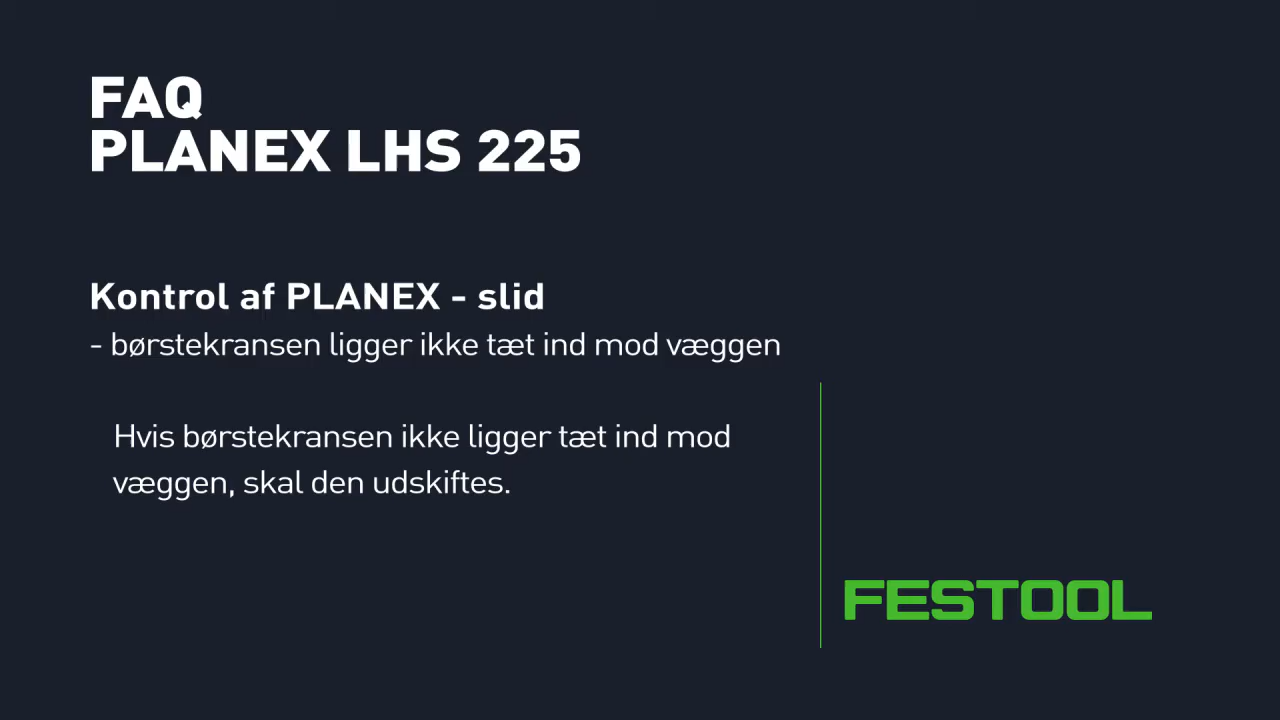 FAQ
PLANEX LHS 225
Kontrol af PLANEX - slid
- børstekransen ligger ikke tæt ind mod væggen
Hvis børstekransen ikke ligger tæt ind mod
væggen, skal den udskiftes.
FESTOOL